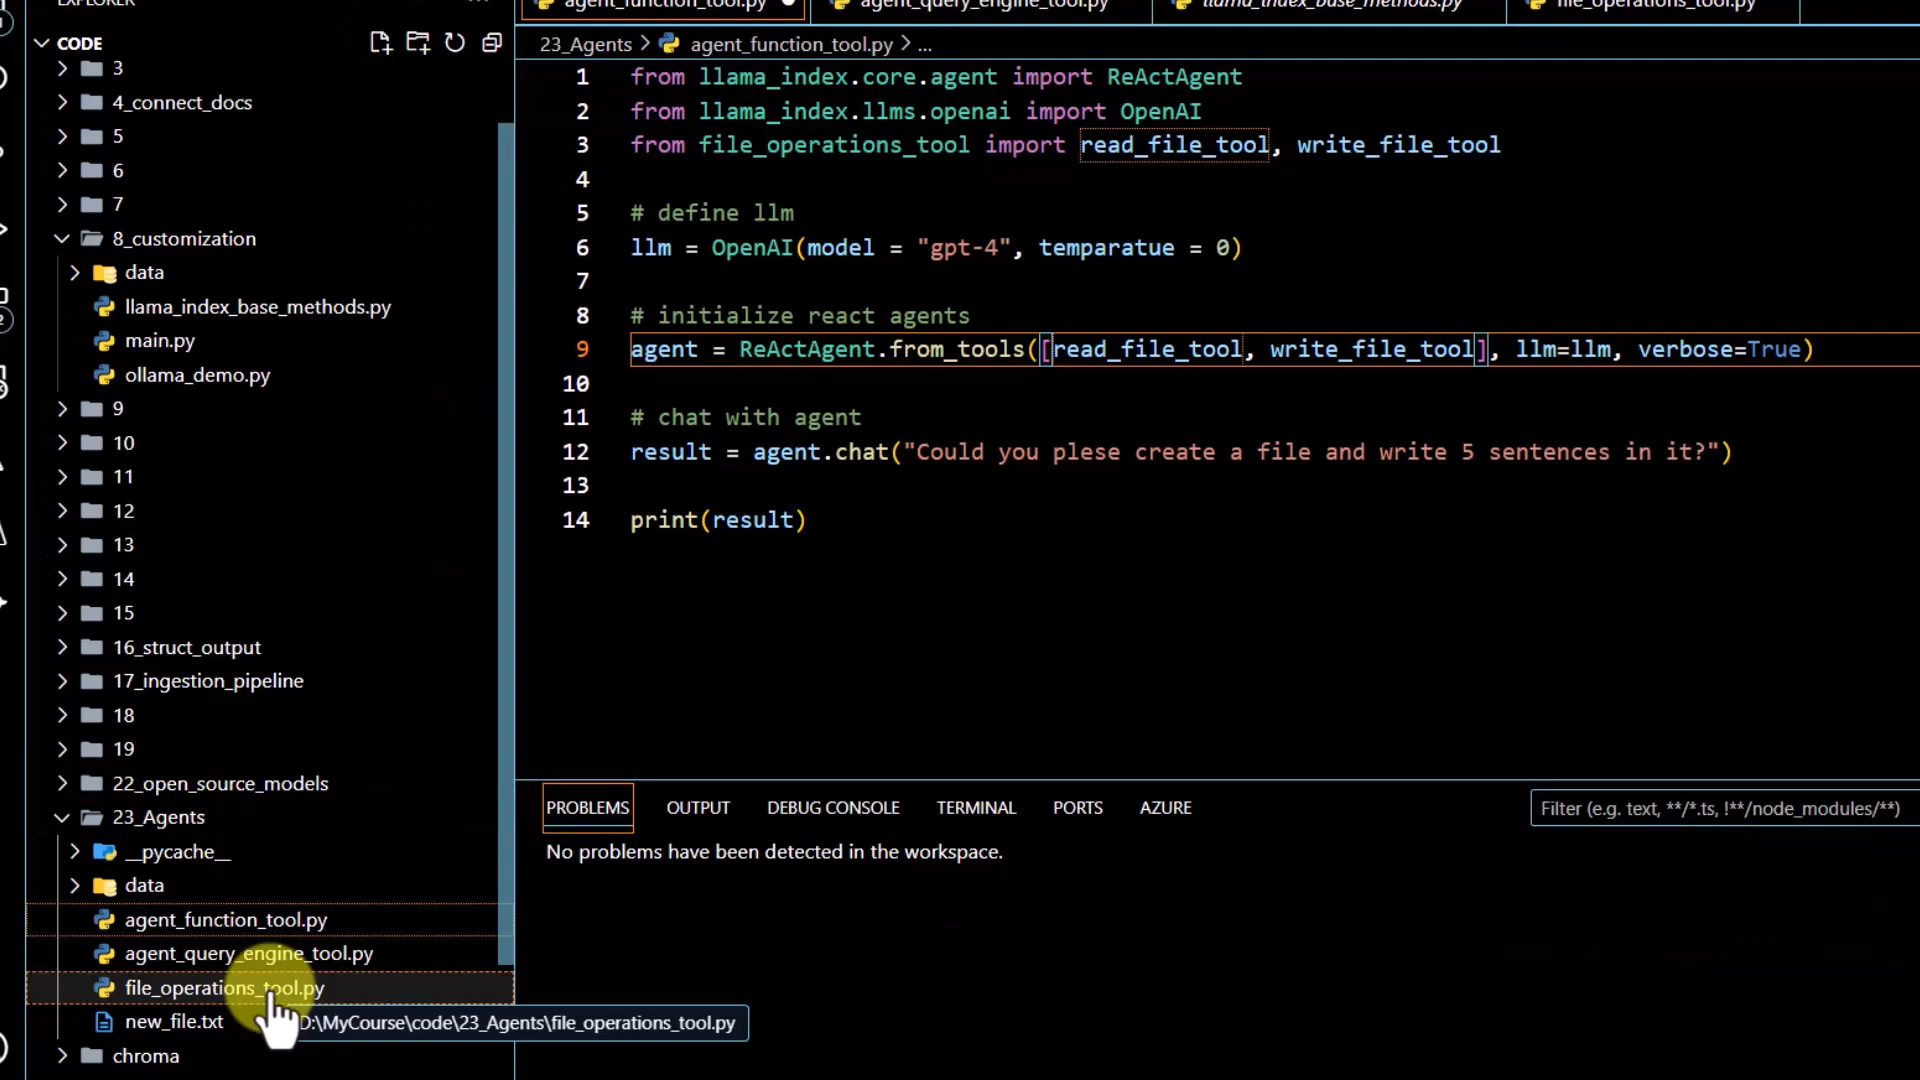 EXPLORER
agent_function_tool.py
agent_query_engine_tool.py
llama_index_base_methods.py
file_operations_tool.py
CODE
23_Agents > agent_function_tool.py > ...
3
4_connect_docs
5
6
7
8_customization
data
llama_index_base_methods.py
main.py
ollama_demo.py
9
10
11
12
13
14
15
16_struct_output
17_ingestion_pipeline
18
19
22_open_source_models
23_Agents
__pycache__
data
agent_function_tool.py
agent_query_engine_tool.py
file_operations_tool.py
new_file.txt
D:\MyCourse\code\23_Agents\file_operations_tool.py
chroma
1 from llama_index.core.agent import ReActAgent
2 from llama_index.llms.openai import OpenAI
3 from file_operations_tool import read_file_tool, write_file_tool
4
5 # define llm
6 llm = OpenAI(model = "gpt-4", temparatue = 0)
7
8 # initialize react agents
9 agent = ReActAgent.from_tools([read_file_tool, write_file_tool], llm=llm, verbose=True)
10
11 # chat with agent
12 result = agent.chat("Could you plese create a file and write 5 sentences in it?")
13
14 print(result)
PROBLEMS OUTPUT DEBUG CONSOLE TERMINAL PORTS AZURE
Filter (e.g. text, **/*.ts, !**/node_modules/**)
No problems have been detected in the workspace.